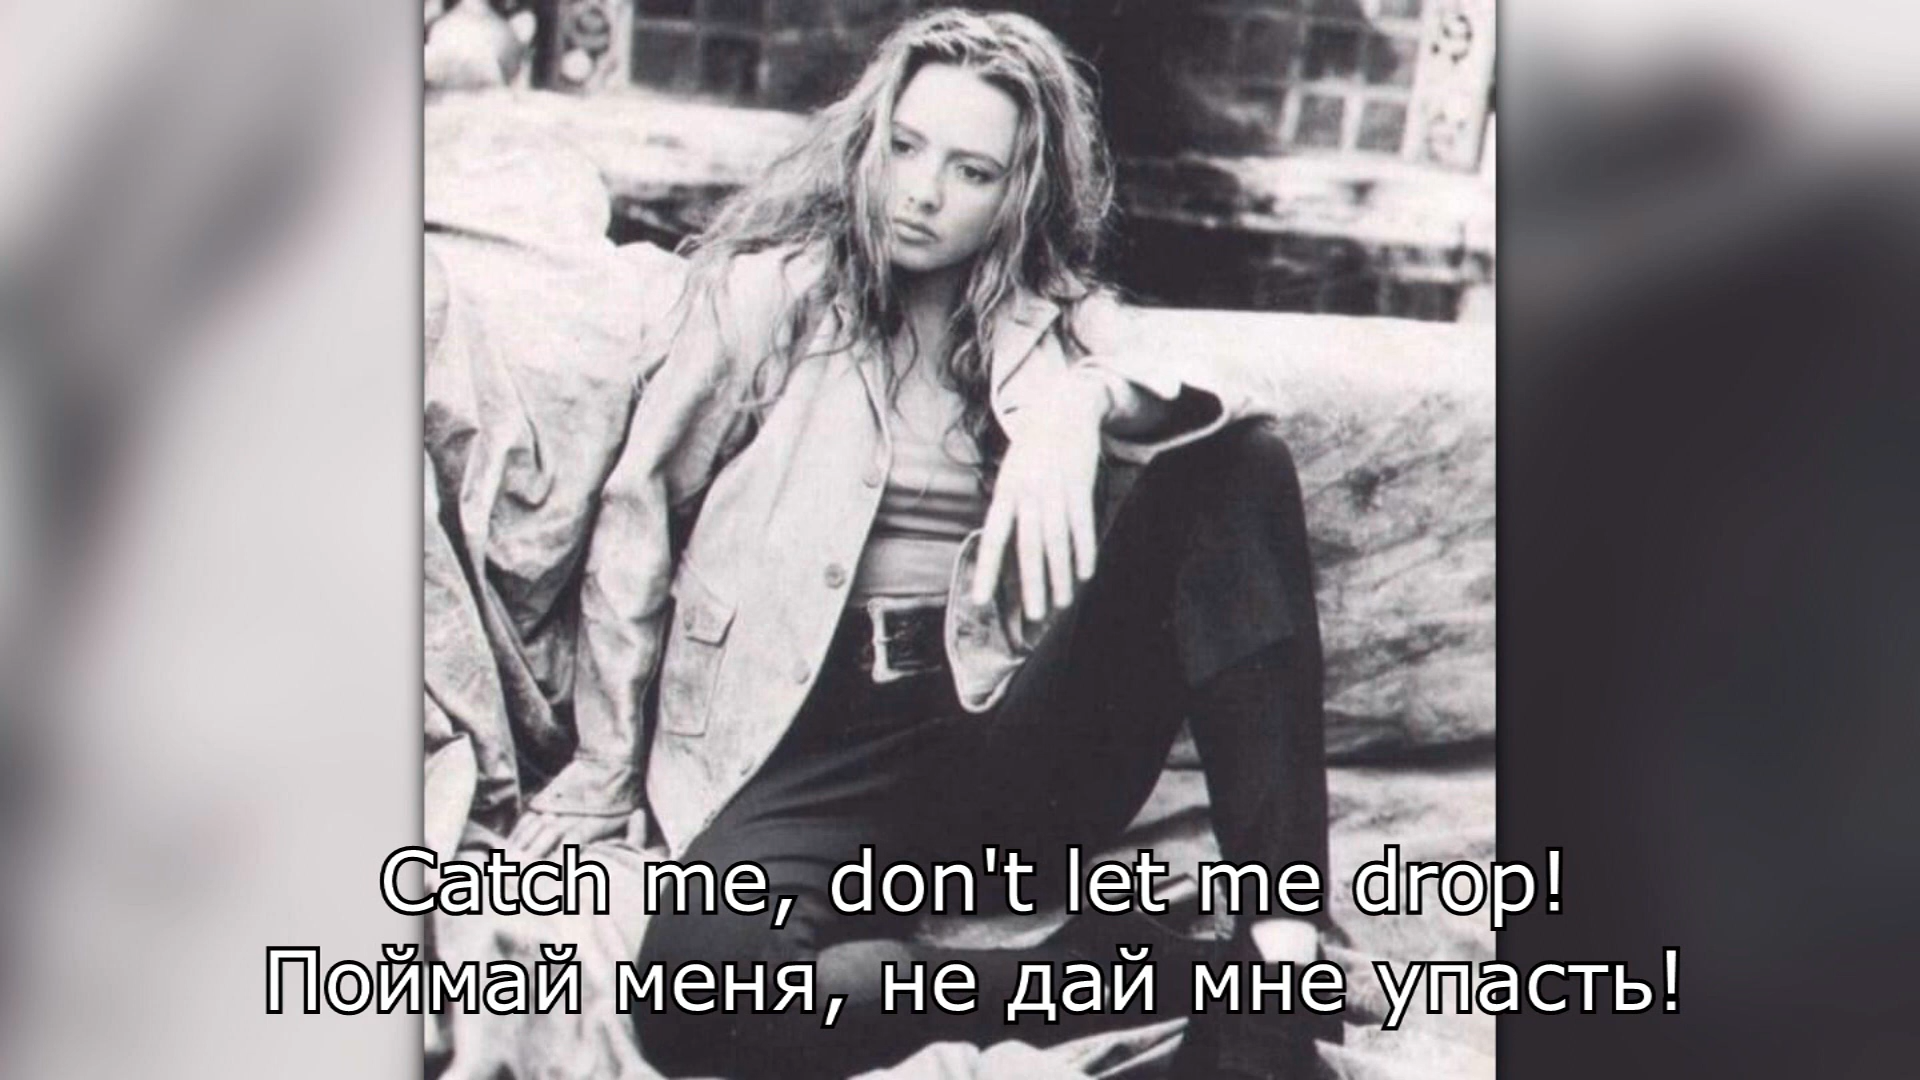 Catch me, don't let me drop!
Поймай меня, не дай мне упасть!